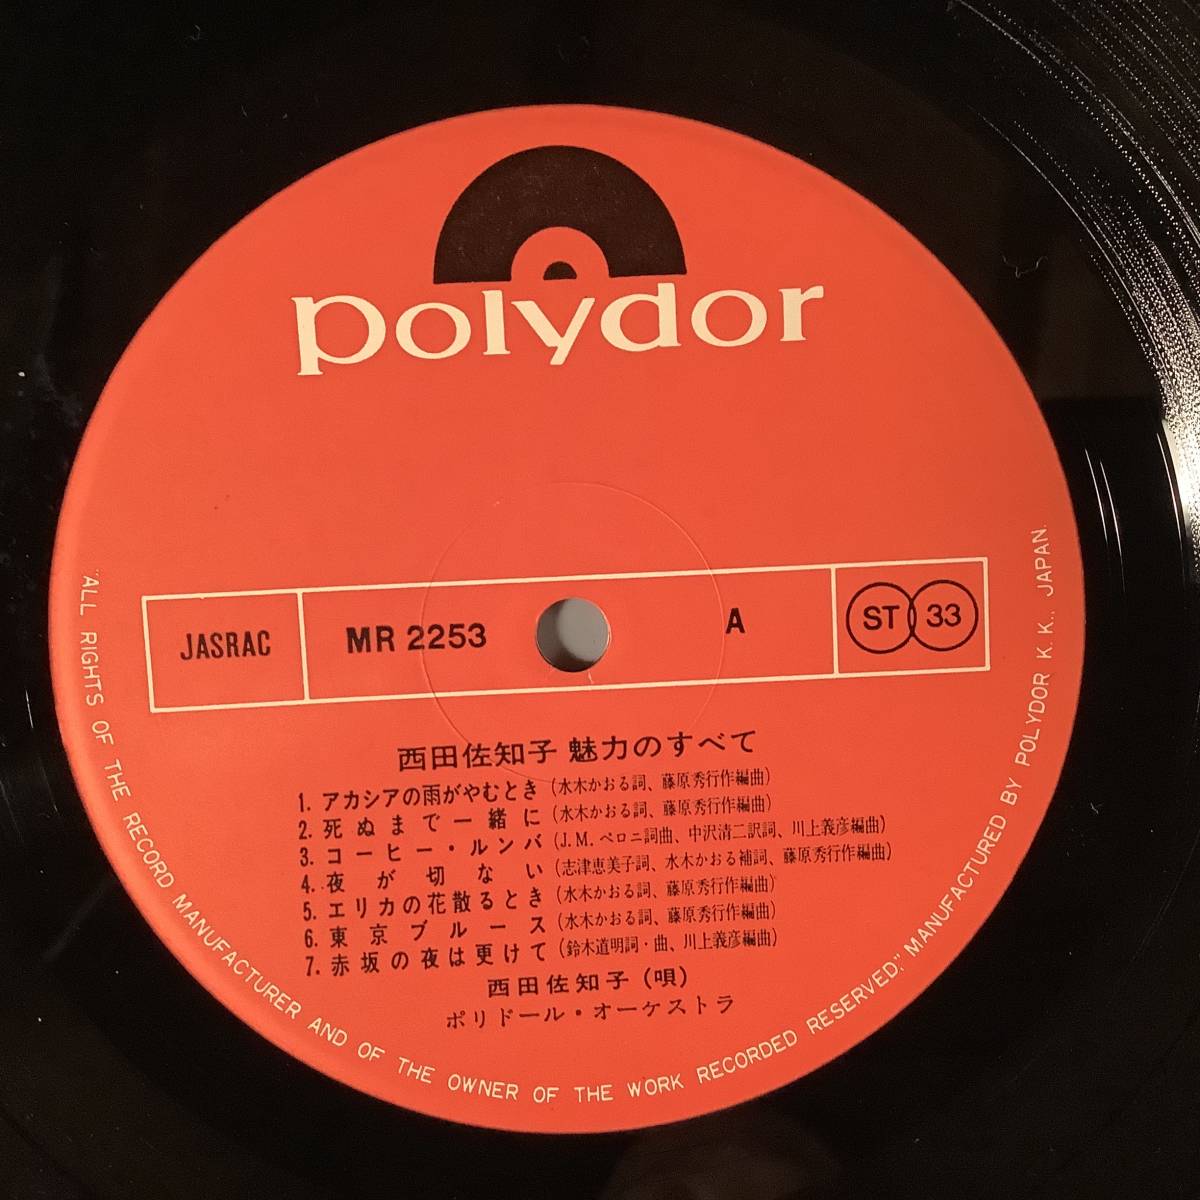 polydor
JASRAC MR 2253 A ST 33
西田佐知子 魅力のすべて
1. アカシアの雨がやむとき (水木かおる詞、藤原秀行作編曲)
2. 死ぬまで一緒に (水木かおる詞、藤原秀行作編曲)
3. コーヒー・ルンバ (J.M. ペロニ詞曲、中沢清二訳詞、川上義彦編曲)
4. 夜が切ない (志津恵美子詞、水木かおる補詞、藤原秀行作編曲)
5. エリカの花散るとき (水木かおる詞、藤原秀行作編曲)
6. 東京ブルース (水木かおる詞、藤原秀行作編曲)
7. 赤坂の夜は更けて (鈴木道明詞・曲、川上義彦編曲)
西田佐知子 (唄)
ポリドール・オーケストラ
"ALL RIGHTS OF THE RECORD MANUFACTURER AND OF THE OWNER OF THE WORK RECORDED RESERVED," MANUFACTURED BY POLYDOR K.K., JAPAN.